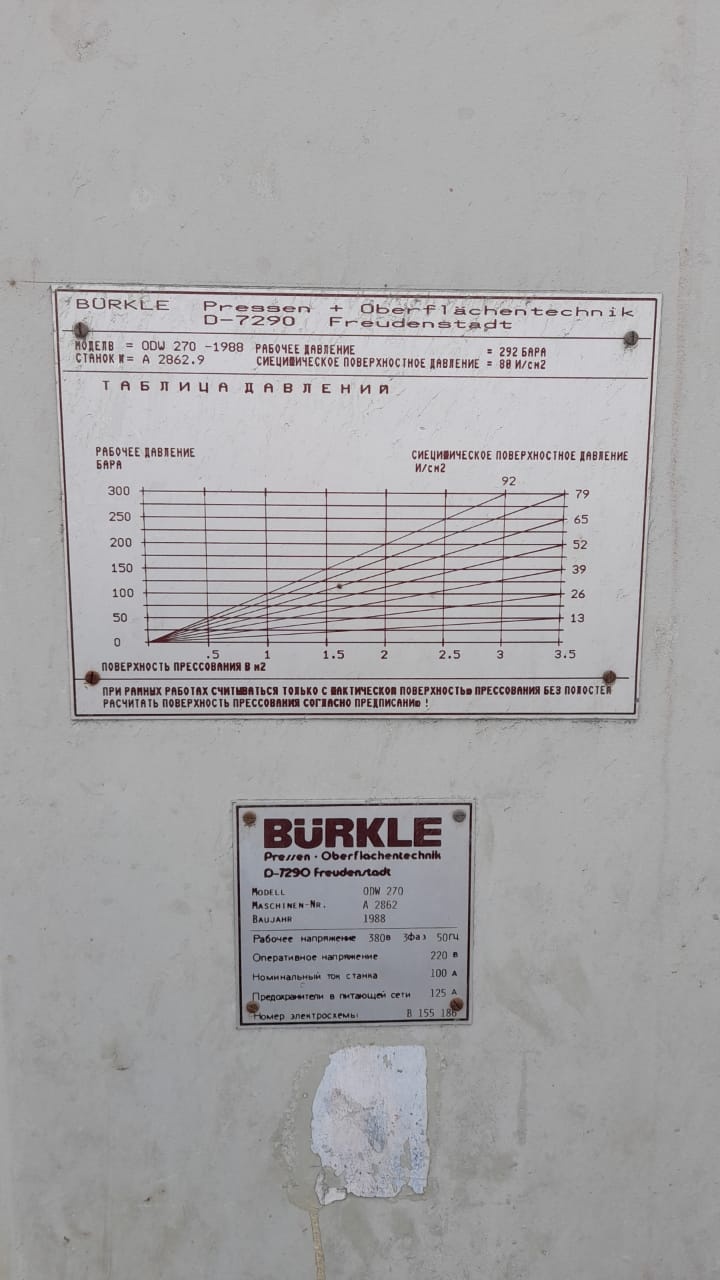 BÜRKLE Pressen + Oberflächentechnik
D-7290 Freudenstadt
МОДЕЛВ = ODW 270 -1988 РАБОЧЕЕ ДАВЛЕНИЕ = 292 БАРА
СТАНОК №= A 2862.9 СИЕЦИШИЧЕСКОЕ ПОВЕРХНОСТНОЕ ДАВЛЕНИЕ = 80 И/см2
ТАБЛИЦА ДАВЛЕНИЙ
РАБОЧЕЕ ДАВЛЕНИЕ
БАРА
СИЕЦИШИЧЕСКОЕ ПОВЕРХНОСТНОЕ ДАВЛЕНИЕ
И/см2
92
300 79
250 65
200 52
150 39
100 26
50 13
0
.5 1 1.5 2 2.5 3 3.5
ПОВЕРХНОСТЬ ПРЕССОВАНИЯ В м2
ПРИ РАМНЫХ РАБОТАХ СЧИТЫВАТЬСЯ ТОЛЬКО С ШАКТИЧЕСКОЙ ПОВЕРХНОСТЬю ПРЕССОВАНИЯ БЕЗ ПОЛОСТЕЙ
РАСЧИТАТЬ ПОВЕРХНОСТЬ ПРЕССОВАНИЯ СОГЛАСНО ПРЕДПИСАНИЮ !
BÜRKLE
Pressen · Oberflächentechnik
D-7290 Freudenstadt
MODELL ODW 270
MASCHINEN-NR. A 2862
BAUJAHR 1988
Рабочее напряжение 380в 3фаз 50гц
Оперативное напряжение 220 в
Номинальный ток станка 100 А
Предохранители в питающей сети 125 А
Номер электросхемы B 155 186